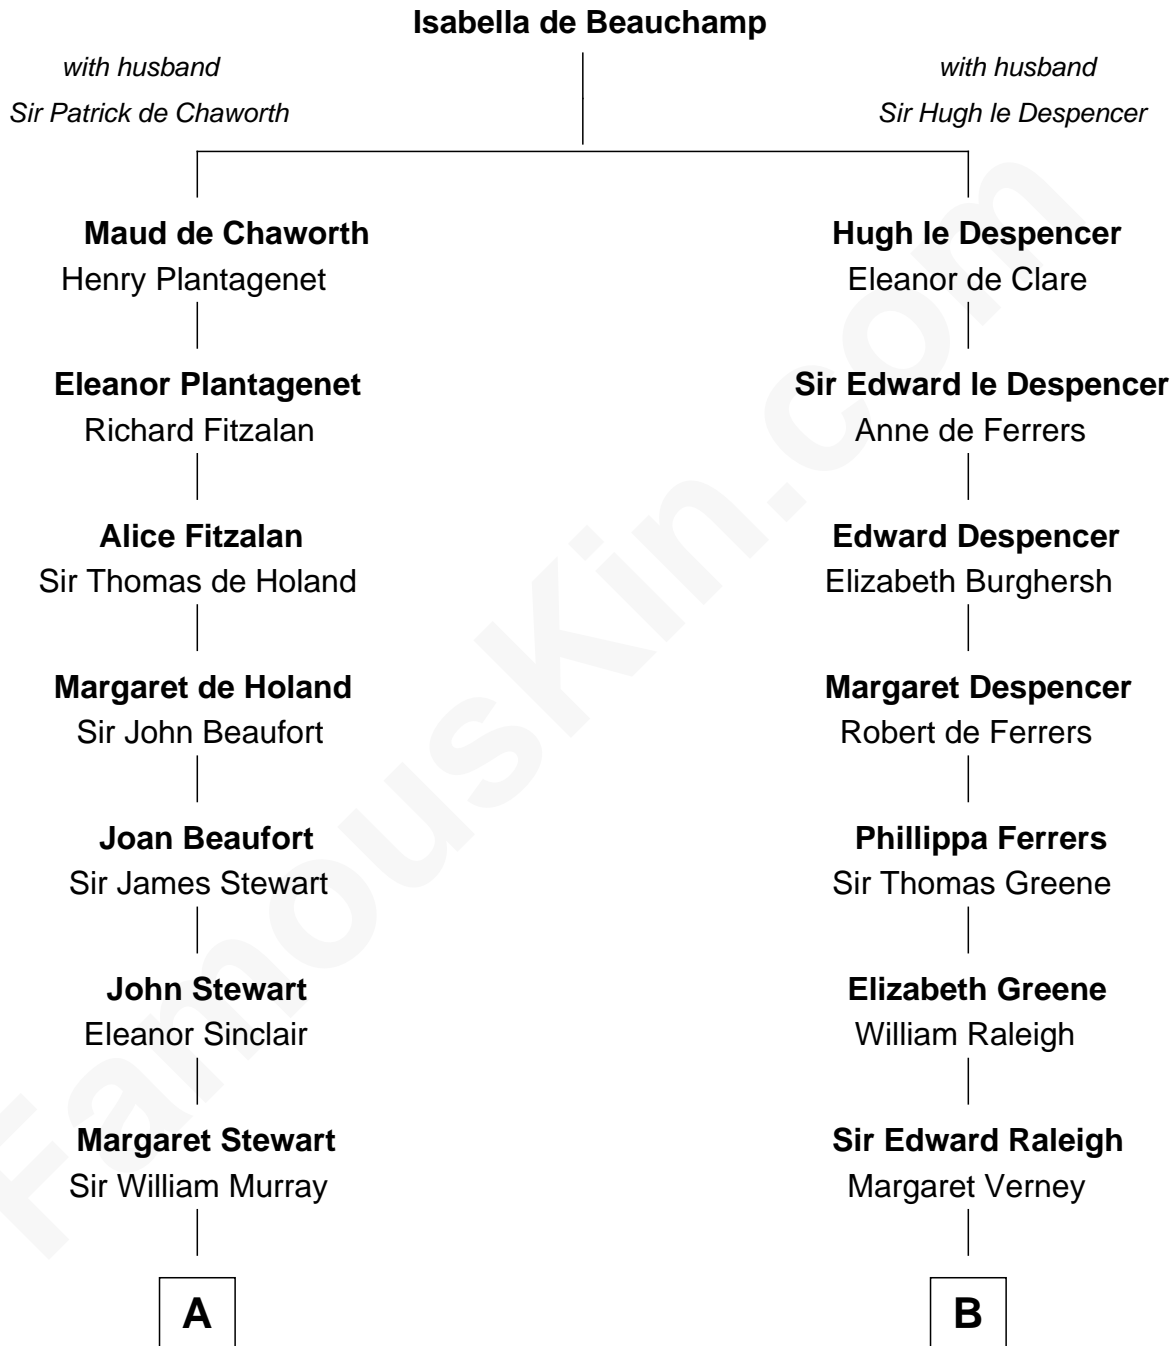 Isabella de Beauchamp
with husband
Sir Patrick de Chaworth
with husband
Sir Hugh le Despencer
Maud de Chaworth
Henry Plantagenet
Hugh le Despencer
Eleanor de Clare
Eleanor Plantagenet
Richard Fitzalan
Sir Edward le Despencer
Anne de Ferrers
Alice Fitzalan
Sir Thomas de Holand
Edward Despencer
Elizabeth Burghersh
Margaret de Holand
Sir John Beaufort
Margaret Despencer
Robert de Ferrers
Joan Beaufort
Sir James Stewart
Phillippa Ferrers
Sir Thomas Greene
John Stewart
Eleanor Sinclair
Elizabeth Greene
William Raleigh
Margaret Stewart
Sir William Murray
Sir Edward Raleigh
Margaret Verney
A
B
FamousKin.com